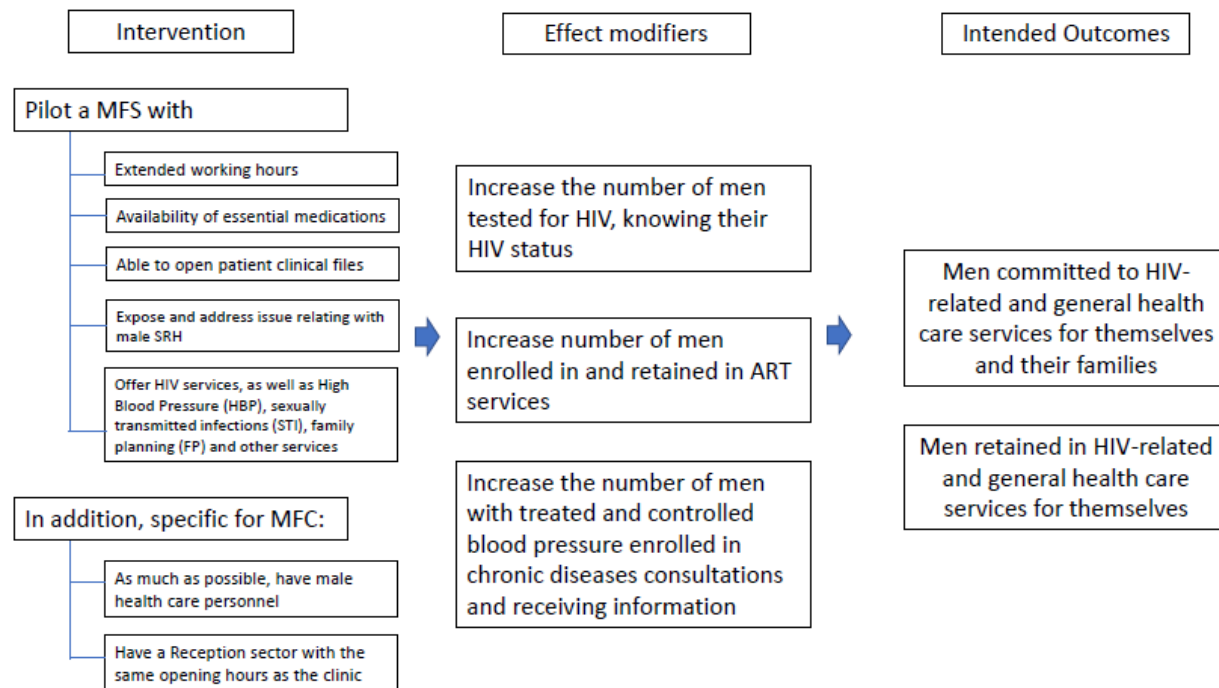 Intervention
Effect modifiers
Intended Outcomes
Pilot a MFS with
Extended working hours
Availability of essential medications
Able to open patient clinical files
Expose and address issue relating with
male SRH
Offer HIV services, as well as High
Blood Pressure (HBP), sexually
transmitted infections (STI), family
planning (FP) and other services
In addition, specific for MFC:
As much as possible, have male
health care personnel
Have a Reception sector with the
same opening hours as the clinic
Increase the number of men
tested for HIV, knowing their
HIV status
Increase number of men
enrolled in and retained in ART
services
Increase the number of men
with treated and controlled
blood pressure enrolled in
chronic diseases consultations
and receiving information
Men committed to HIV-
related and general health
care services for themselves
and their families
Men retained in HIV-related
and general health care
services for themselves